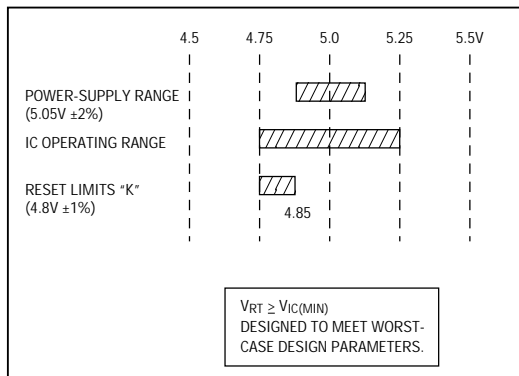 4.5 4.75 5.0 5.25 5.5V
POWER-SUPPLY RANGE
(5.05V ±2%)
IC OPERATING RANGE
RESET LIMITS “K”
(4.8V ±1%)
4.85
VRT ≥ VIC(MIN)
DESIGNED TO MEET WORST-
CASE DESIGN PARAMETERS.